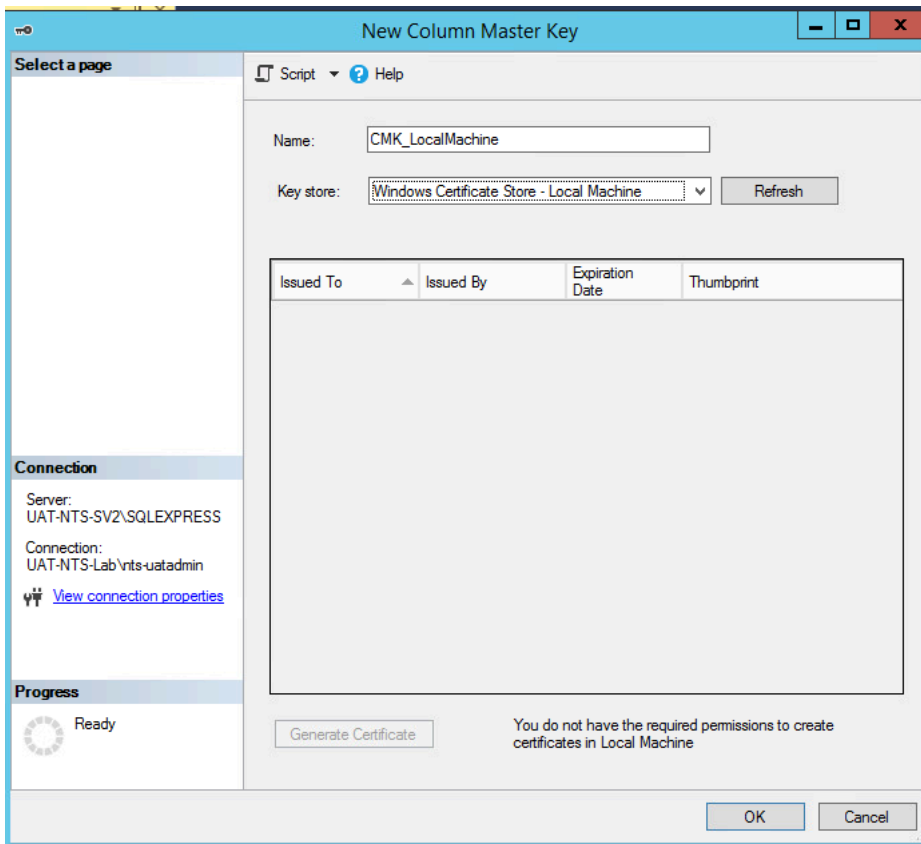 New Column Master Key
Select a page
Script
Help
Name:
CMK_LocalMachine
Key store:
Windows Certificate Store - Local Machine
Refresh
Issued To
Issued By
Expiration
Date
Thumbprint
Connection
Server:
UAT-NTS-SV2\SQLEXPRESS
Connection:
UAT-NTS-Lab\nts-uatadmin
View connection properties
Progress
Ready
Generate Certificate
You do not have the required permissions to create
certificates in Local Machine
OK
Cancel